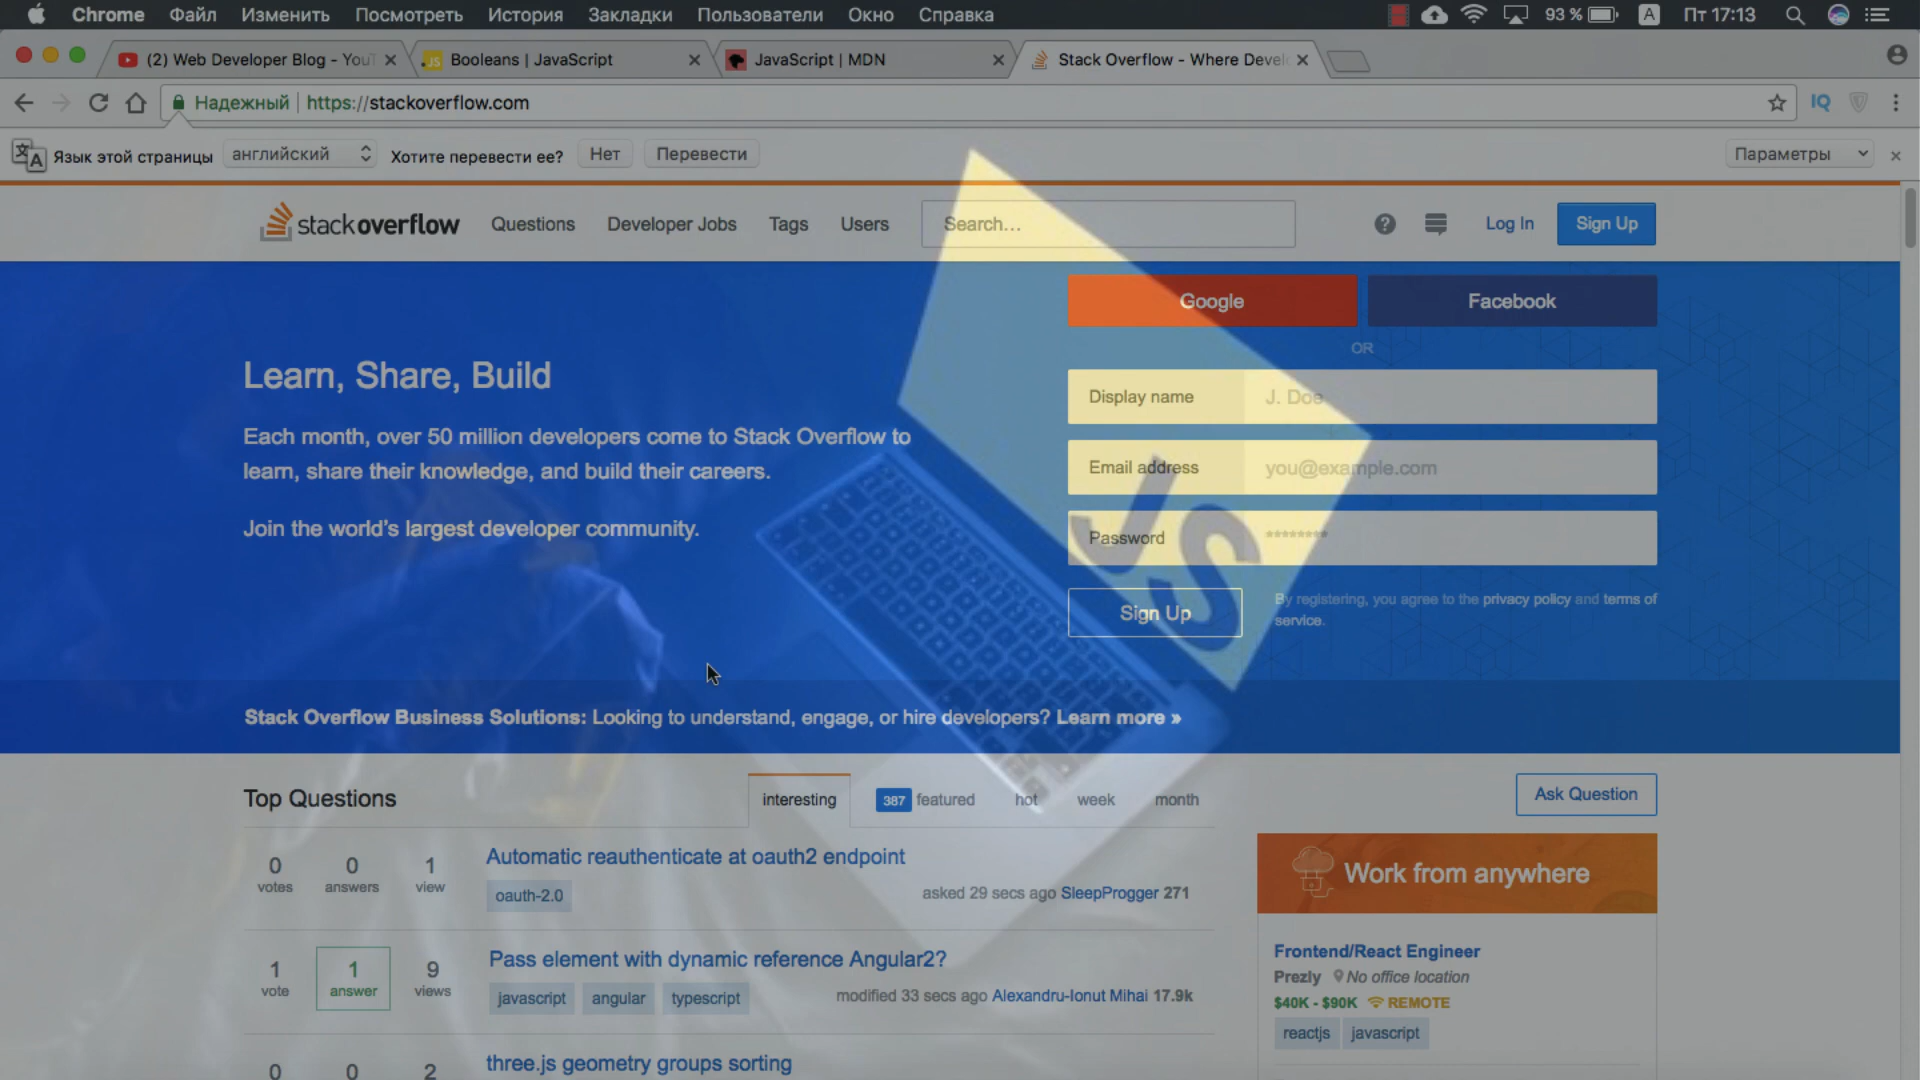 Chrome Файл Изменить Посмотреть История Закладки Пользователи Окно Справка 93 % A Пт 17:13
(2) Web Developer Blog - YouT
JS Booleans | JavaScript
JavaScript | MDN
Stack Overflow - Where Devel
Надежный https://stackoverflow.com IQ
Язык этой страницы английский Хотите перевести ее? Нет Перевести Параметры
stackoverflow Questions Developer Jobs Tags Users Search... Log In Sign Up
Google Facebook
OR
Learn, Share, Build
Each month, over 50 million developers come to Stack Overflow to
learn, share their knowledge, and build their careers.
Join the world's largest developer community.
Display name J. Doe
Email address you@example.com
Password ********
JS
Sign Up
By registering, you agree to the privacy policy and terms of
service.
Stack Overflow Business Solutions: Looking to understand, engage, or hire developers? Learn more »
Top Questions interesting 387 featured hot week month
Ask Question
0 votes 0 answers 1 view
Automatic reauthenticate at oauth2 endpoint
oauth-2.0
asked 29 secs ago SleepProgger 271
1 vote 1 answer 9 views
Pass element with dynamic reference Angular2?
javascript angular typescript
modified 33 secs ago Alexandru-Ionut Mihai 17.9k
0 0 2
three.js geometry groups sorting
Work from anywhere
Frontend/React Engineer
Prezly No office location
$40K - $90K REMOTE
reactjs javascript